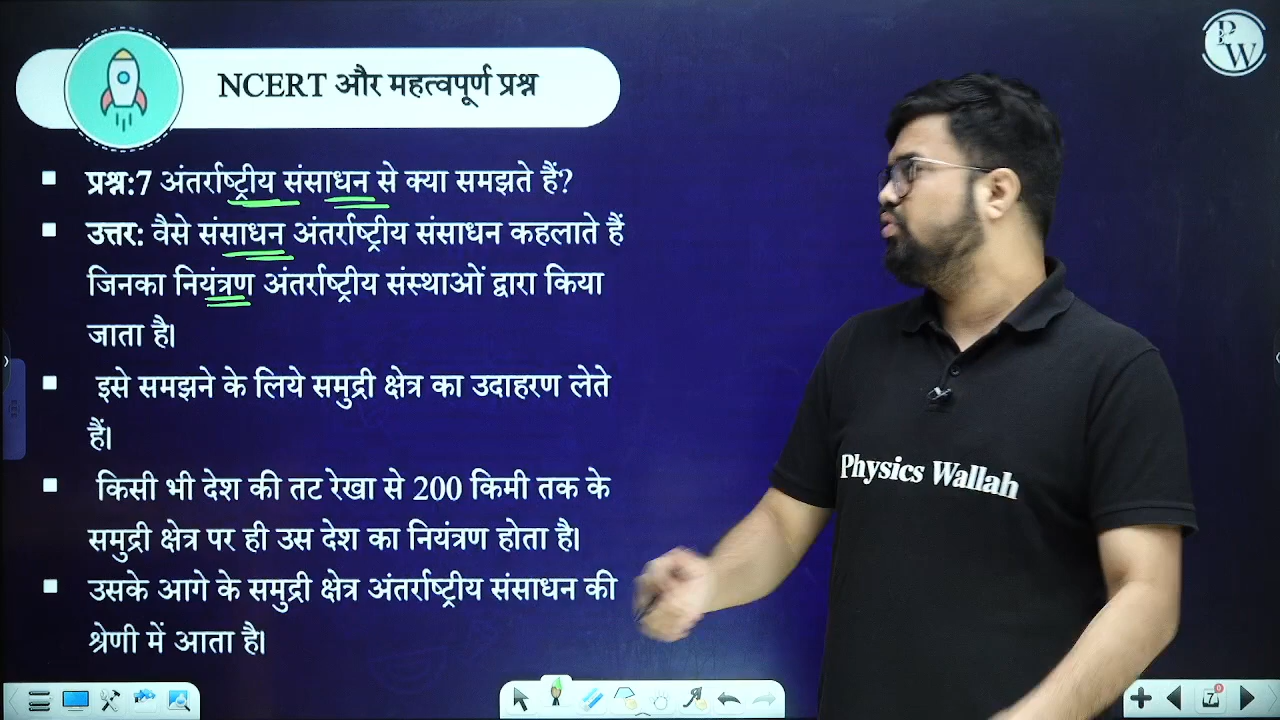 NCERT और महत्वपूर्ण प्रश्न
PW
प्रश्न:7 अंतर्राष्ट्रीय संसाधन से क्या समझते हैं?
उत्तर: वैसे संसाधन अंतर्राष्ट्रीय संसाधन कहलाते हैं
जिनका नियंत्रण अंतर्राष्ट्रीय संस्थाओं द्वारा किया
जाता है।
इसे समझने के लिये समुद्री क्षेत्र का उदाहरण लेते
हैं।
किसी भी देश की तट रेखा से 200 किमी तक के
समुद्री क्षेत्र पर ही उस देश का नियंत्रण होता है।
उसके आगे के समुद्री क्षेत्र अंतर्राष्ट्रीय संसाधन की
श्रेणी में आता है।
Physics Wallah
7